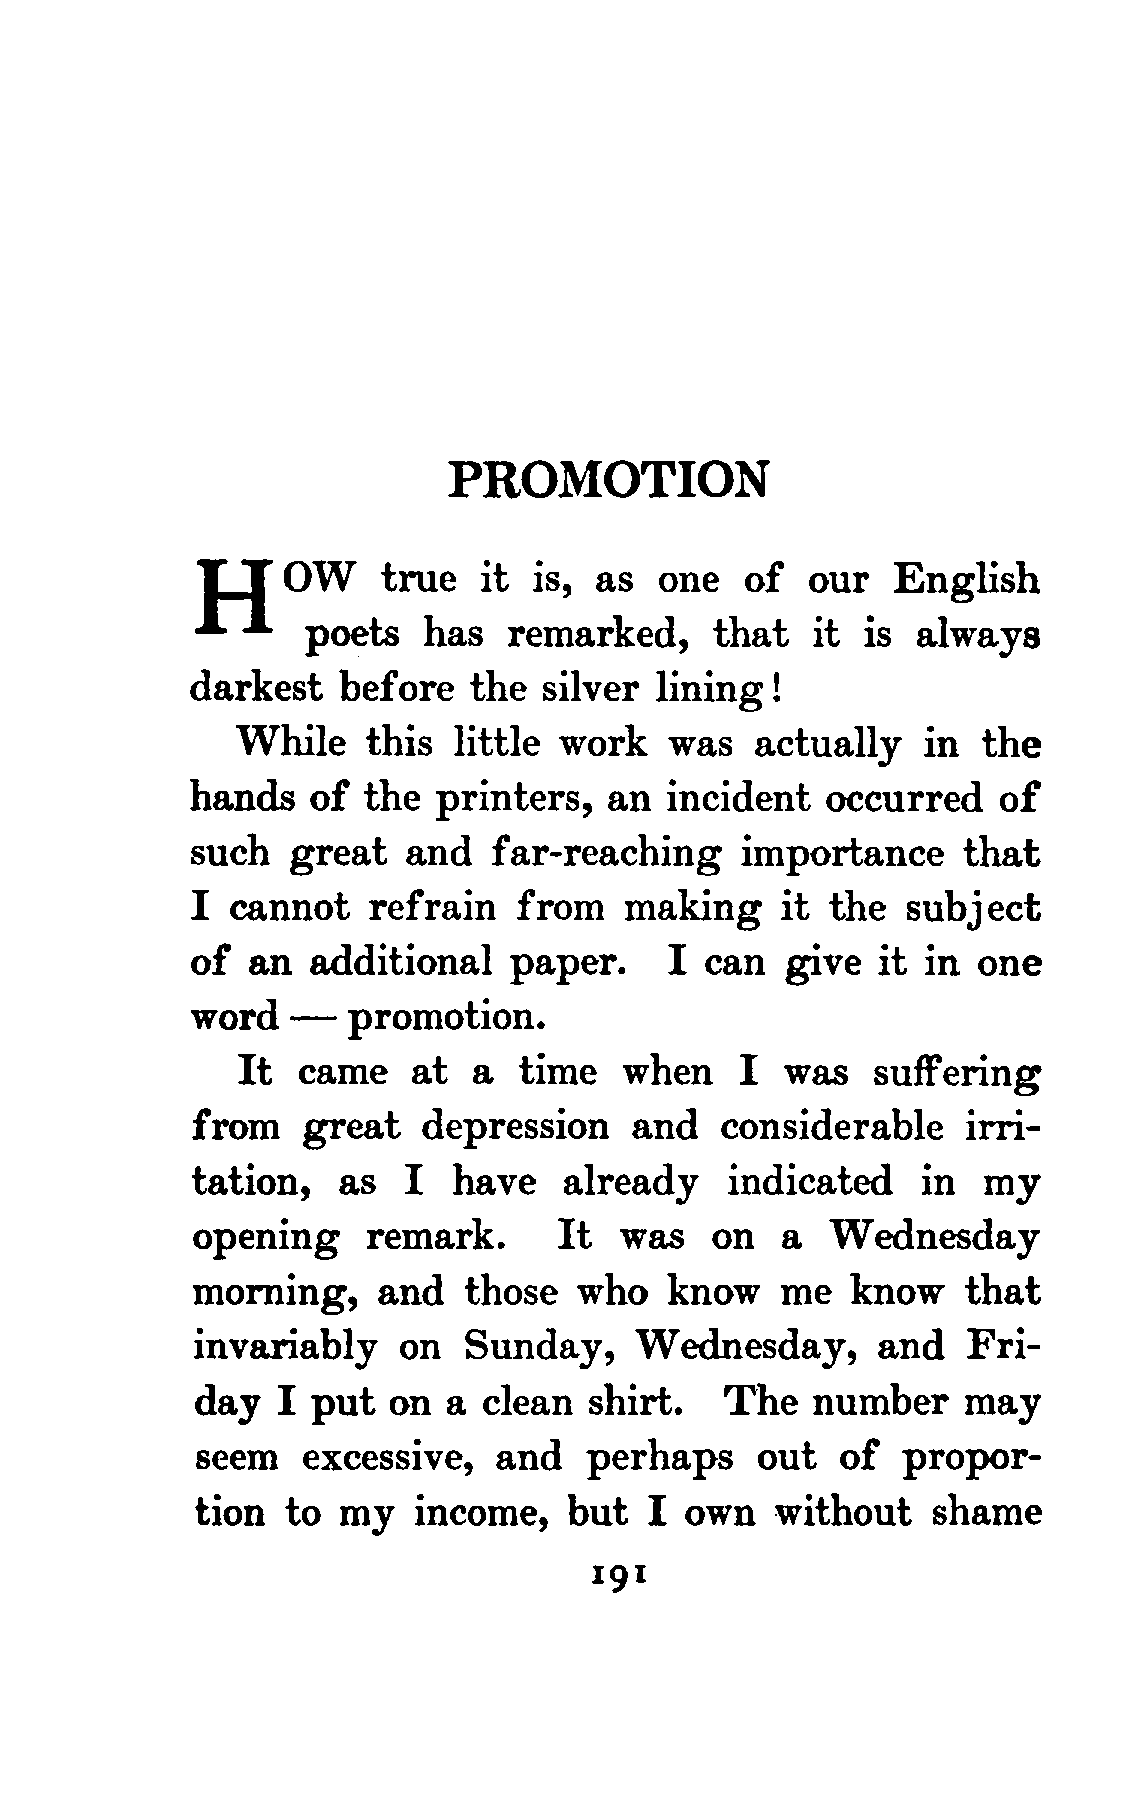 PROMOTION
HOW true it is, as one of our English
poets has remarked, that it is always
darkest before the silver lining!
While this little work was actually in the
hands of the printers, an incident occurred of
such great and far-reaching importance that
I cannot refrain from making it the subject
of an additional paper. I can give it in one
word — promotion.
It came at a time when I was suffering
from great depression and considerable irri-
tation, as I have already indicated in my
opening remark. It was on a Wednesday
morning, and those who know me know that
invariably on Sunday, Wednesday, and Fri-
day I put on a clean shirt. The number may
seem excessive, and perhaps out of propor-
tion to my income, but I own without shame
191